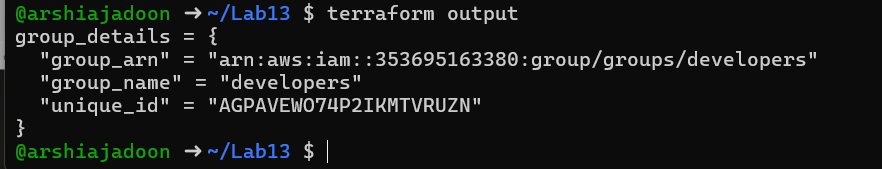 @arshiajadoon → ~/Lab13 $ terraform output
group_details = {
  "group_arn" = "arn:aws:iam::353695163380:group/groups/developers"
  "group_name" = "developers"
  "unique_id" = "AGPAVEWO74P2IKMTVRUZN"
}
@arshiajadoon → ~/Lab13 $